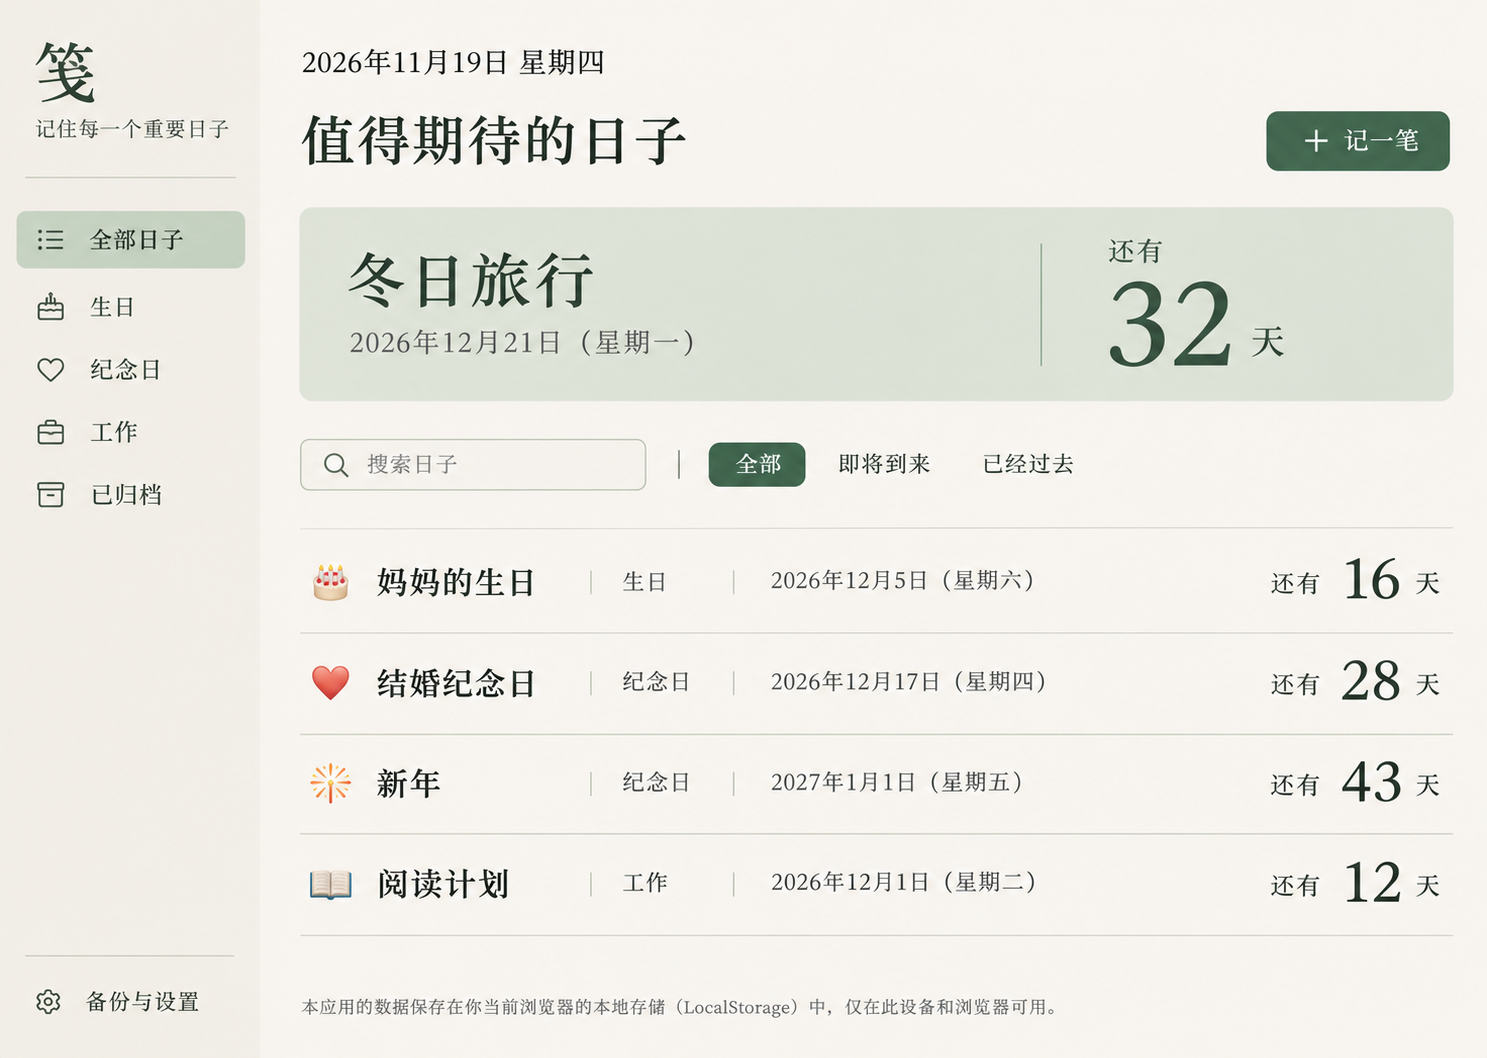 笺
记住每一个重要日子
全部日子
生日
纪念日
工作
已归档
备份与设置
2026年11月19日 星期四
值得期待的日子
记一笔
冬日旅行
2026年12月21日（星期一）
还有
32 天
搜索日子
全部 即将到来 已经过去
妈妈的生日 生日 2026年12月5日（星期六） 还有 16 天
结婚纪念日 纪念日 2026年12月17日（星期四） 还有 28 天
新年 纪念日 2027年1月1日（星期五） 还有 43 天
阅读计划 工作 2026年12月1日（星期二） 还有 12 天
本应用的数据保存在你当前浏览器的本地存储（LocalStorage）中，仅在此设备和浏览器可用。